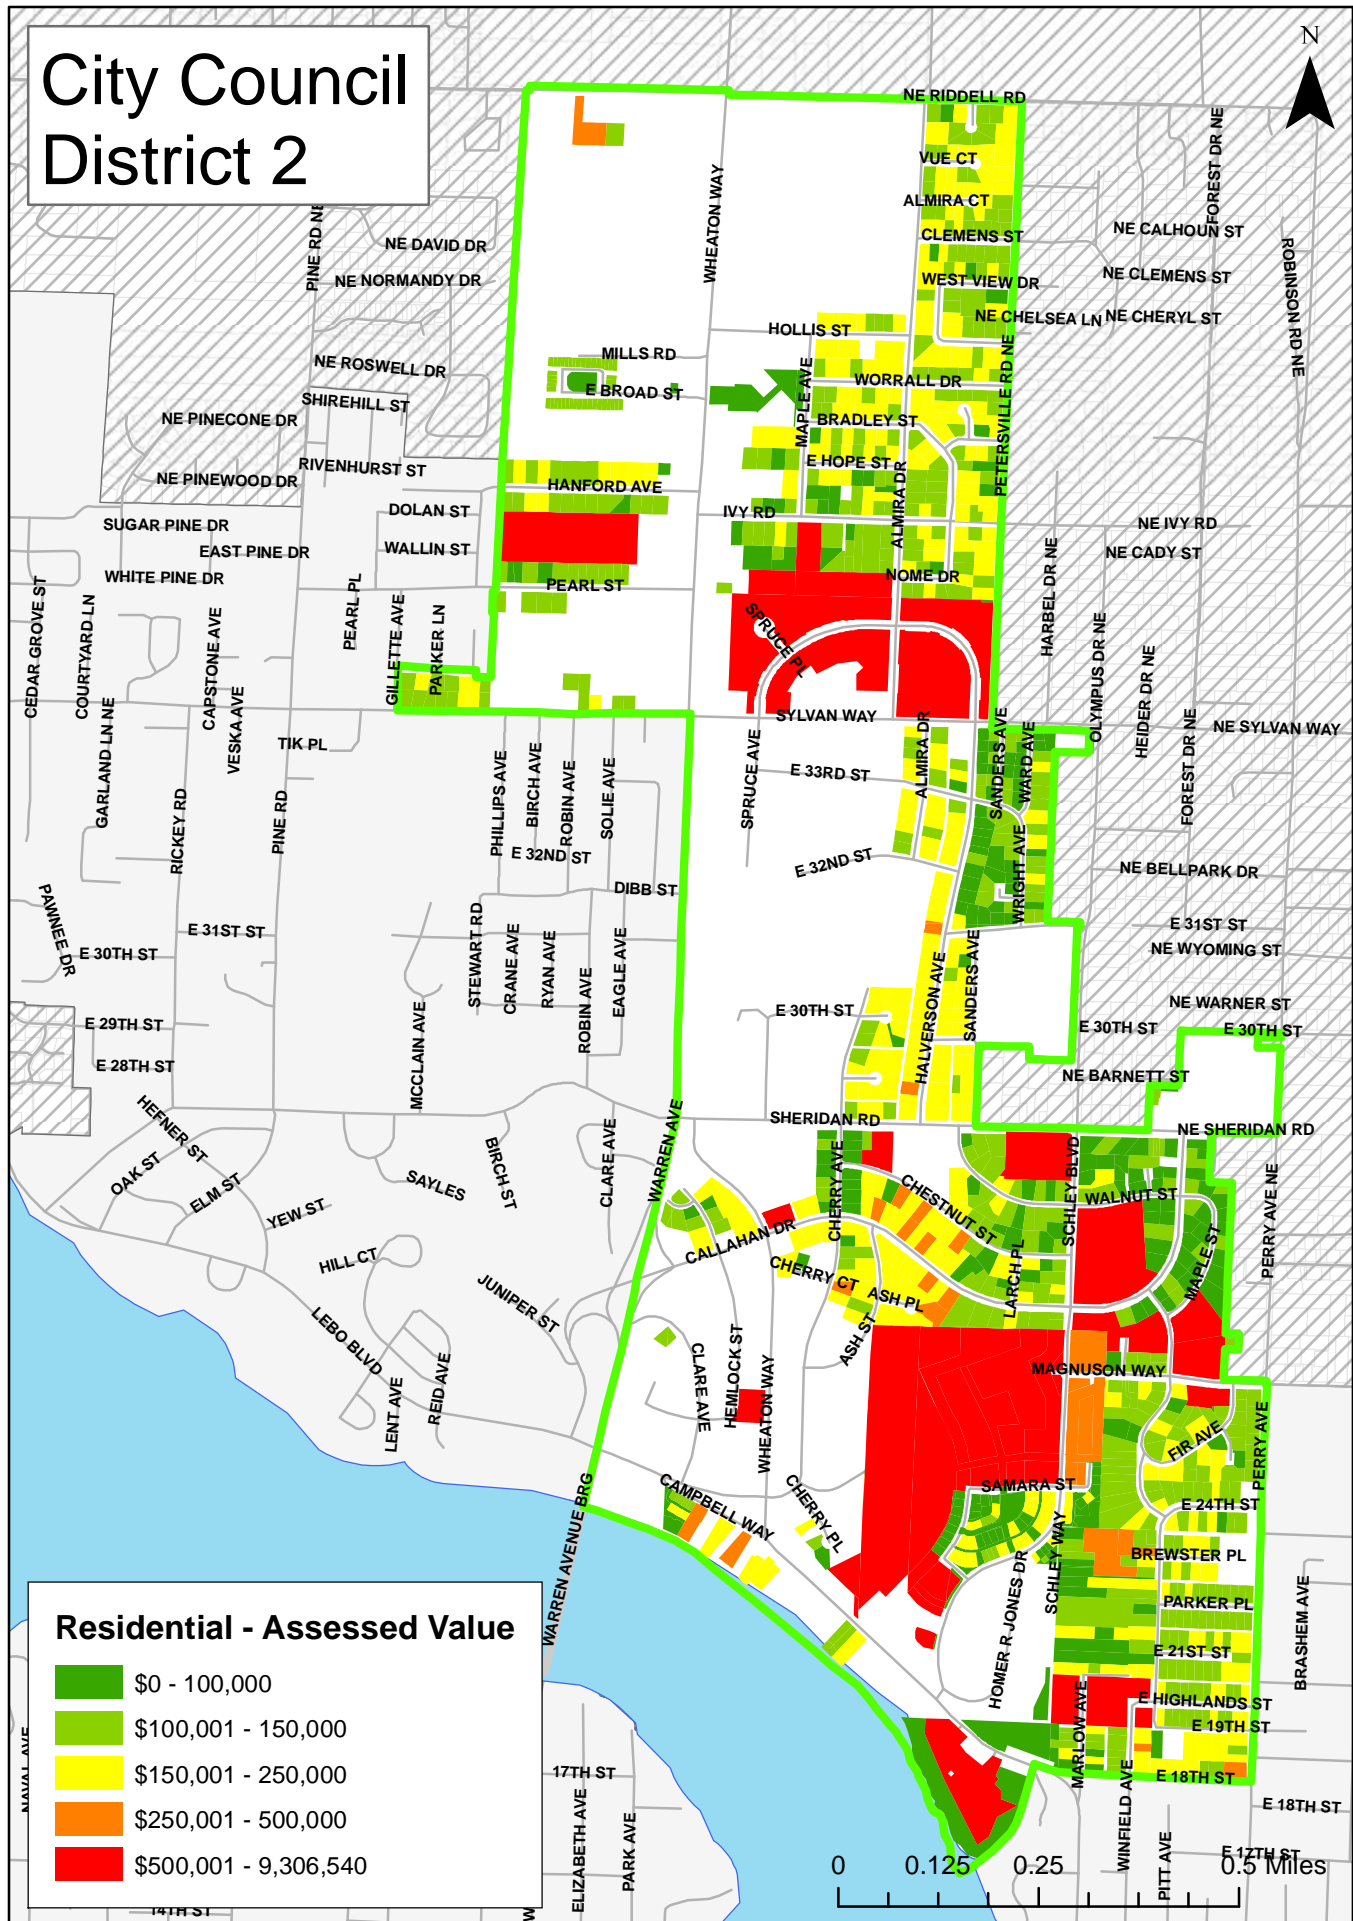 City Council
District 2
N
NE RIDDELL RD
VUE CT
ALMIRA CT
CLEMENS ST
WEST VIEW DR
NE CHELSEA LN
NE CHERYL ST
NE CALHOUN ST
NE CLEMENS ST
FOREST DR NE
ROBINSON RD NE
PINE RD NE
NE DAVID DR
NE NORMANDY DR
WHEATON WAY
HOLLIS ST
MILLS RD
NE ROSWELL DR
E BROAD ST
MAPLE AVE
WORRALL DR
PETERSVILLE RD NE
SHIREHILL ST
NE PINECONE DR
BRADLEY ST
RIVENHURST ST
E HOPE ST
NE PINEWOOD DR
HANFORD AVE
ALMIRA DR
DOLAN ST
IVY RD
NE IVY RD
SUGAR PINE DR
EAST PINE DR
WALLIN ST
NE CADY ST
WHITE PINE DR
PEARL ST
NOME DR
CEDAR GROVE ST
COURTYARD LN
CAPSTONE AVE
PEARL PL
GILLETTE AVE
PARKER LN
SPRUCE PL
HARBEL DR NE
OLYMPUS DR NE
HEIDER DR NE
GARLAND LN NE
VESKA AVE
SYLVAN WAY
NE SYLVAN WAY
TIK PL
ALMIRA DR
SANDERS AVE
WARD AVE
FOREST DR NE
RICKEY RD
PINE RD
PHILLIPS AVE
BIRCH AVE
ROBIN AVE
SOLIE AVE
SPRUCE AVE
E 33RD ST
E 32ND ST
E 32ND ST
WRIGHT AVE
NE BELLPARK DR
DIBB ST
PAWNEE DR
E 31ST ST
E 31ST ST
E 30TH ST
STEWART RD
CRANE AVE
RYAN AVE
ROBIN AVE
EAGLE AVE
NE WYOMING ST
HALVERSON AVE
SANDERS AVE
E 30TH ST
NE WARNER ST
E 29TH ST
E 30TH ST
E 30TH ST
E 28TH ST
MCCLAIN AVE
NE BARNETT ST
HEFNER ST
WARREN AVE
SHERIDAN RD
NE SHERIDAN RD
OAK ST
ELM ST
BIRCH ST
CLARE AVE
SAYLES
YEW ST
CHERRY AVE
CHESTNUT ST
SCHLEY BLVD
WALNUT ST
PERRY AVE NE
HILL CT
CALLAHAN DR
CHERRY CT
ASH PL
LARCH PL
MAPLE ST
JUNIPER ST
LEBO BLVD
ASH ST
MAGNUSON WAY
LENT AVE
REID AVE
CLARE AVE
HEMLOCK ST
WHEATON WAY
FIR AVE
PERRY AVE
CAMPBELL WAY
CHERRY PL
SAMARA ST
E 24TH ST
WARREN AVENUE BRG
HOMER R JONES DR
SCHLEY WAY
BREWSTER PL
PARKER PL
BRASHEM AVE
E 21ST ST
E HIGHLANDS ST
E 19TH ST
MARLOW AVE
E 18TH ST
E 18TH ST
WINFIELD AVE
PITT AVE
E 17TH ST
Residential - Assessed Value
$0 - 100,000
$100,001 - 150,000
$150,001 - 250,000
$250,001 - 500,000
$500,001 - 9,306,540
17TH ST
ELIZABETH AVE
PARK AVE
14TH ST
0 0.125 0.25 0.5 Miles